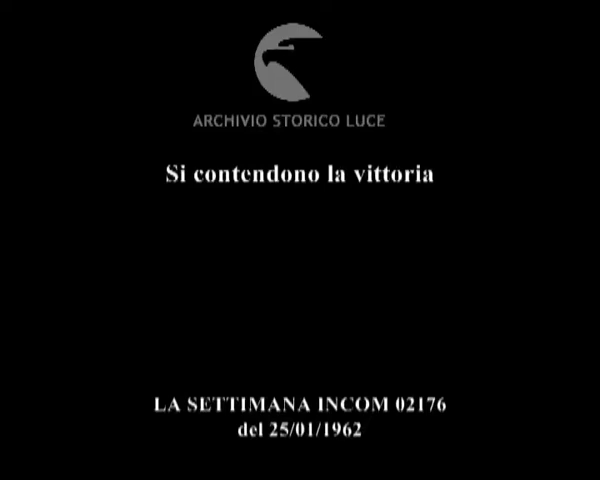 ARCHIVIO STORICO LUCE
Si contendono la vittoria
LA SETTIMANA INCOM 02176
del 25/01/1962